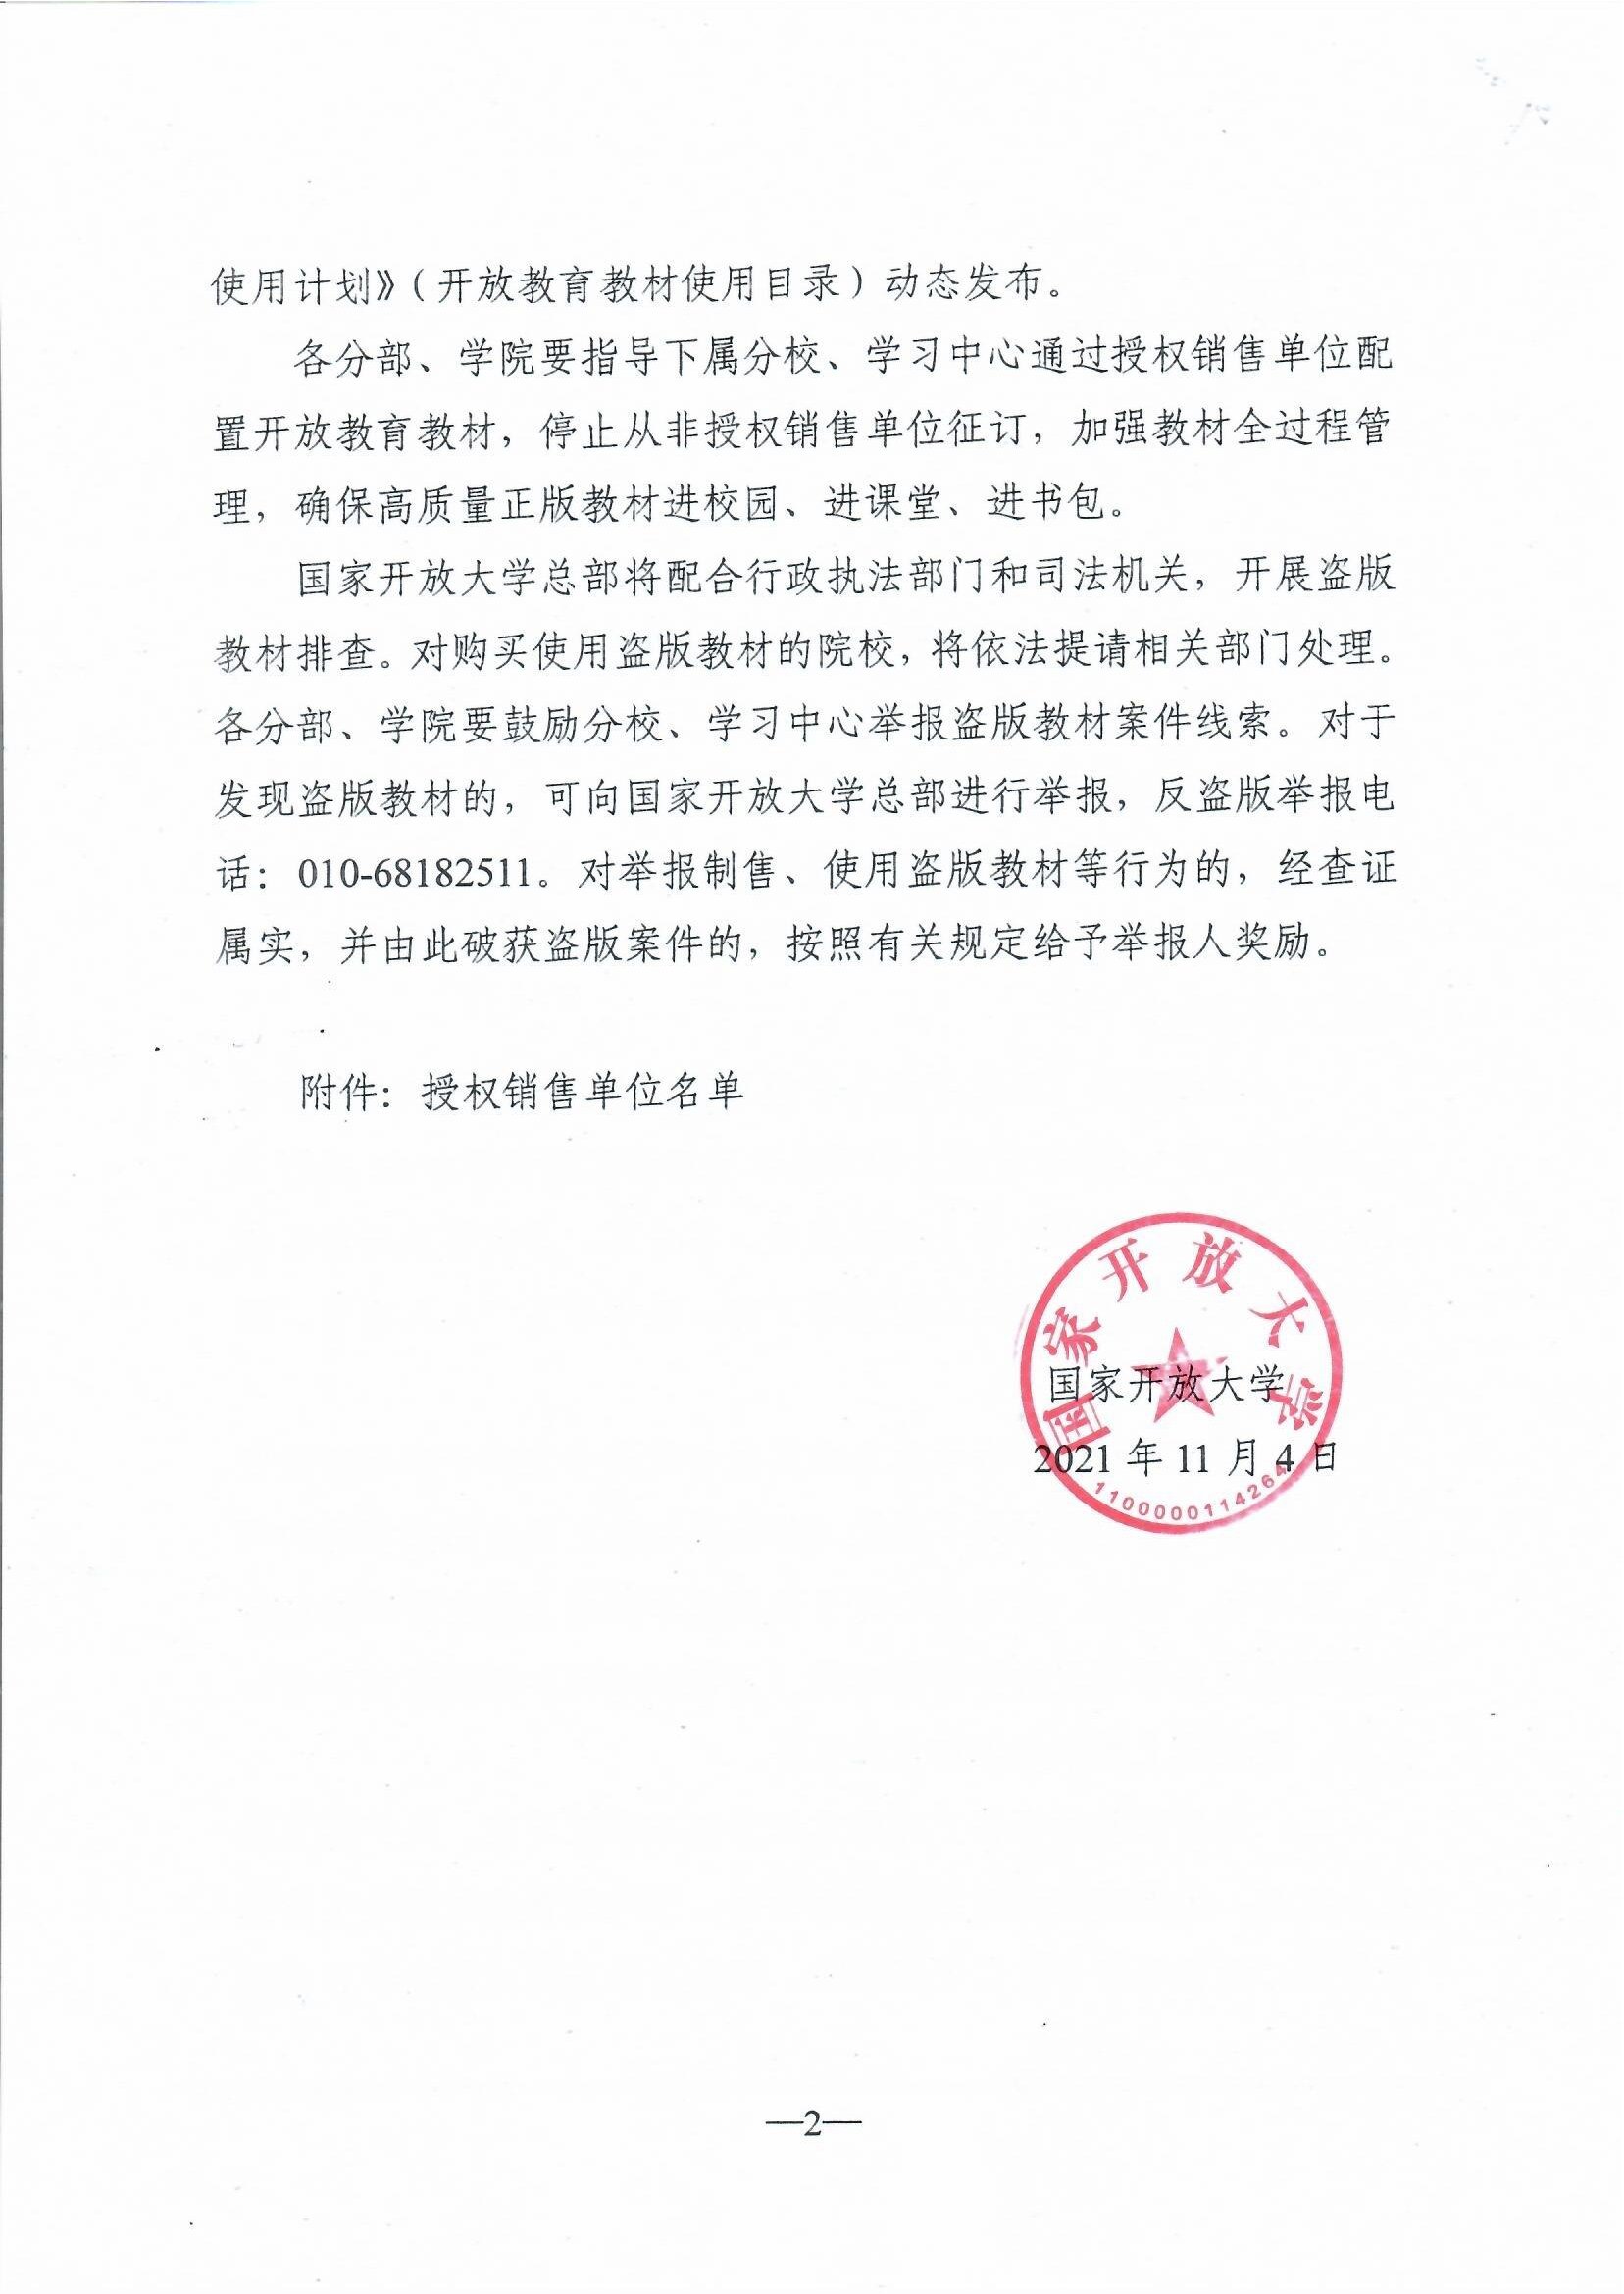 使用计划》（开放教育教材使用目录）动态发布。
各分部、学院要指导下属分校、学习中心通过授权销售单位配
置开放教育教材，停止从非授权销售单位征订，加强教材全过程管
理，确保高质量正版教材进校园、进课堂、进书包。
国家开放大学总部将配合行政执法部门和司法机关，开展盗版
教材排查。对购买使用盗版教材的院校，将依法提请相关部门处理。
各分部、学院要鼓励分校、学习中心举报盗版教材案件线索。对于
发现盗版教材的，可向国家开放大学总部进行举报，反盗版举报电
话：010-68182511。对举报制售、使用盗版教材等行为的，经查证
属实，并由此破获盗版案件的，按照有关规定给予举报人奖励。
附件：授权销售单位名单
国家开放大学
国家开放大学
2021 年 11 月 4 日
1100000114264
—2—